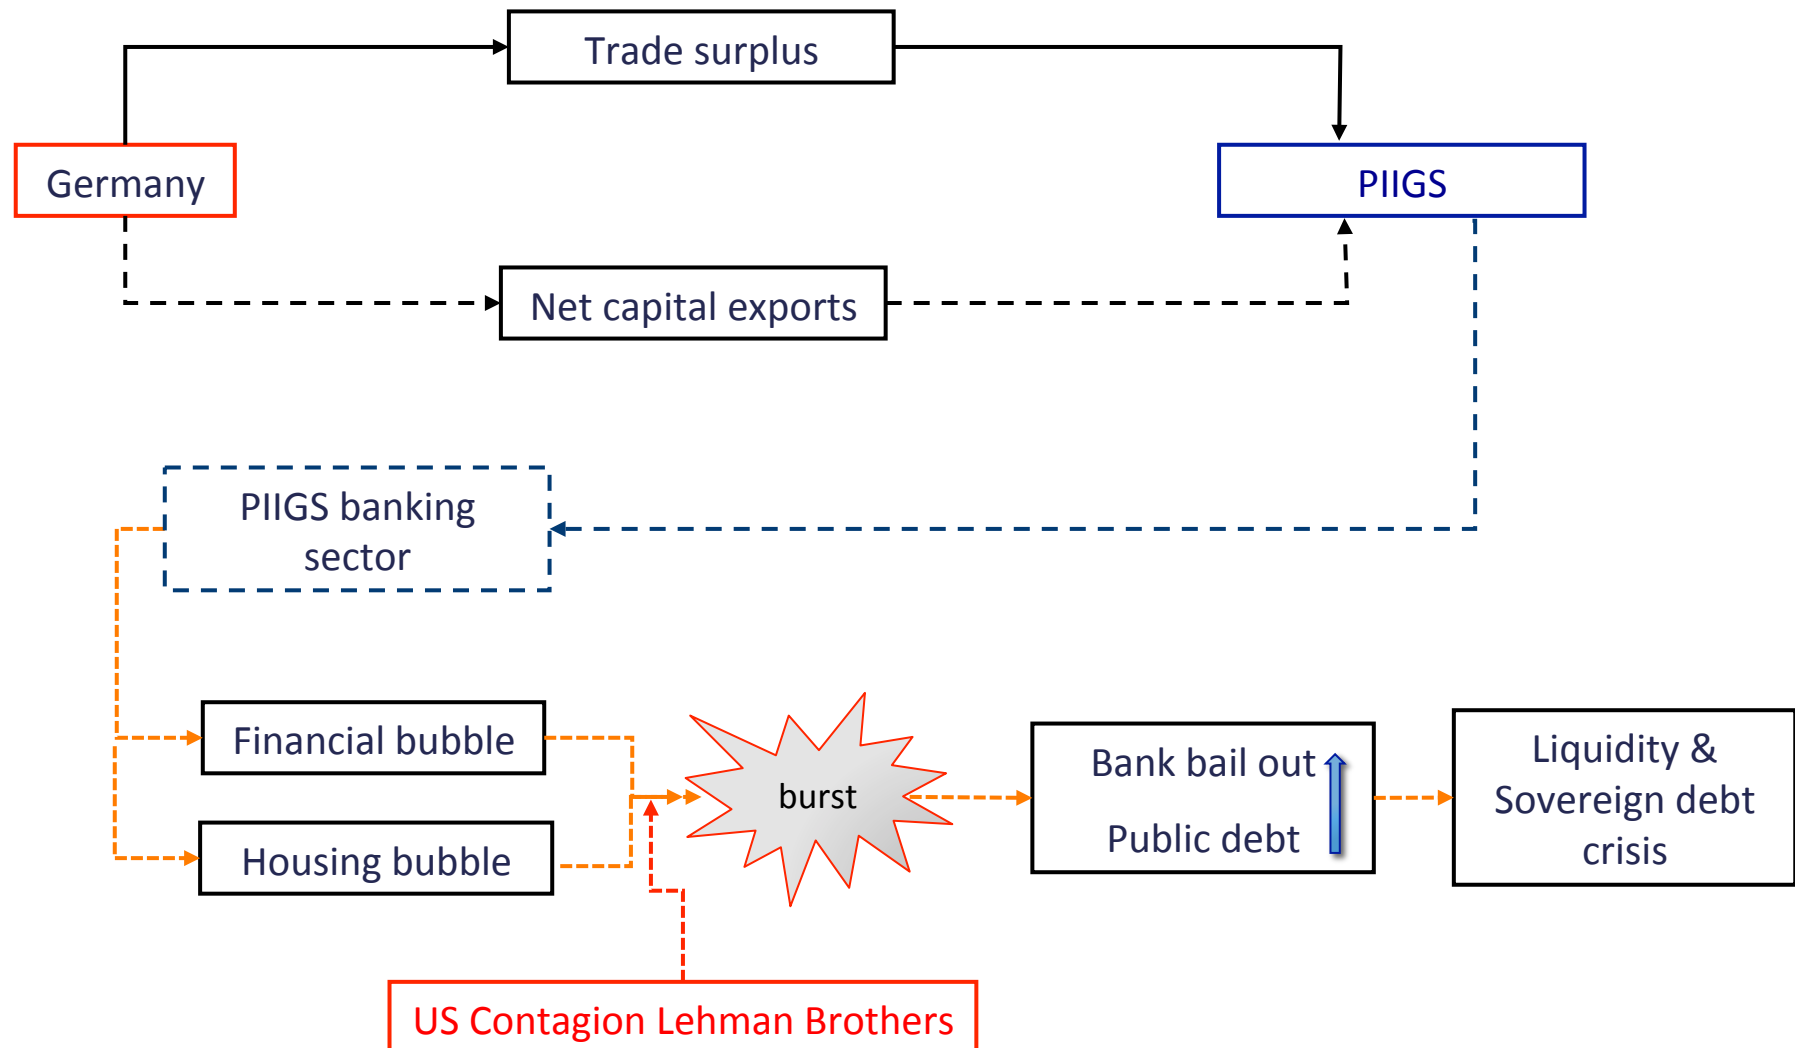 Trade surplus
Germany
PIIGS
Net capital exports
PIIGS banking
sector
Financial bubble
Housing bubble
burst
Bank bail out
Public debt
Liquidity &
Sovereign debt
crisis
US Contagion Lehman Brothers